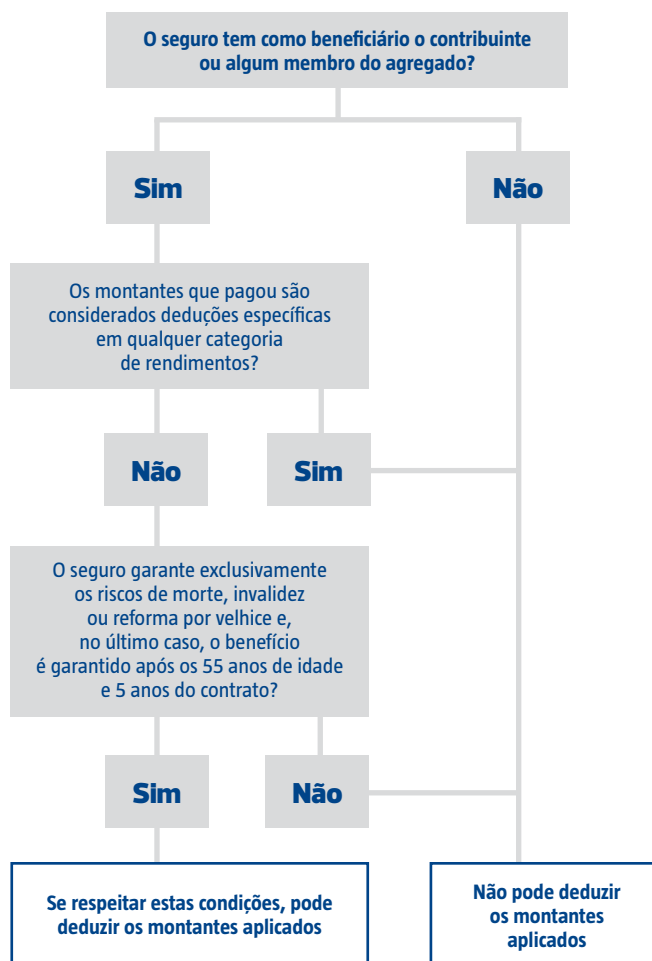 O seguro tem como beneficiário o contribuinte
ou algum membro do agregado?
Sim
Não
Os montantes que pagou são
considerados deduções específicas
em qualquer categoria
de rendimentos?
Não
Sim
O seguro garante exclusivamente
os riscos de morte, invalidez
ou reforma por velhice e,
no último caso, o benefício
é garantido após os 55 anos de idade
e 5 anos do contrato?
Sim
Não
Se respeitar estas condições, pode
deduzir os montantes aplicados
Não pode deduzir
os montantes
aplicados